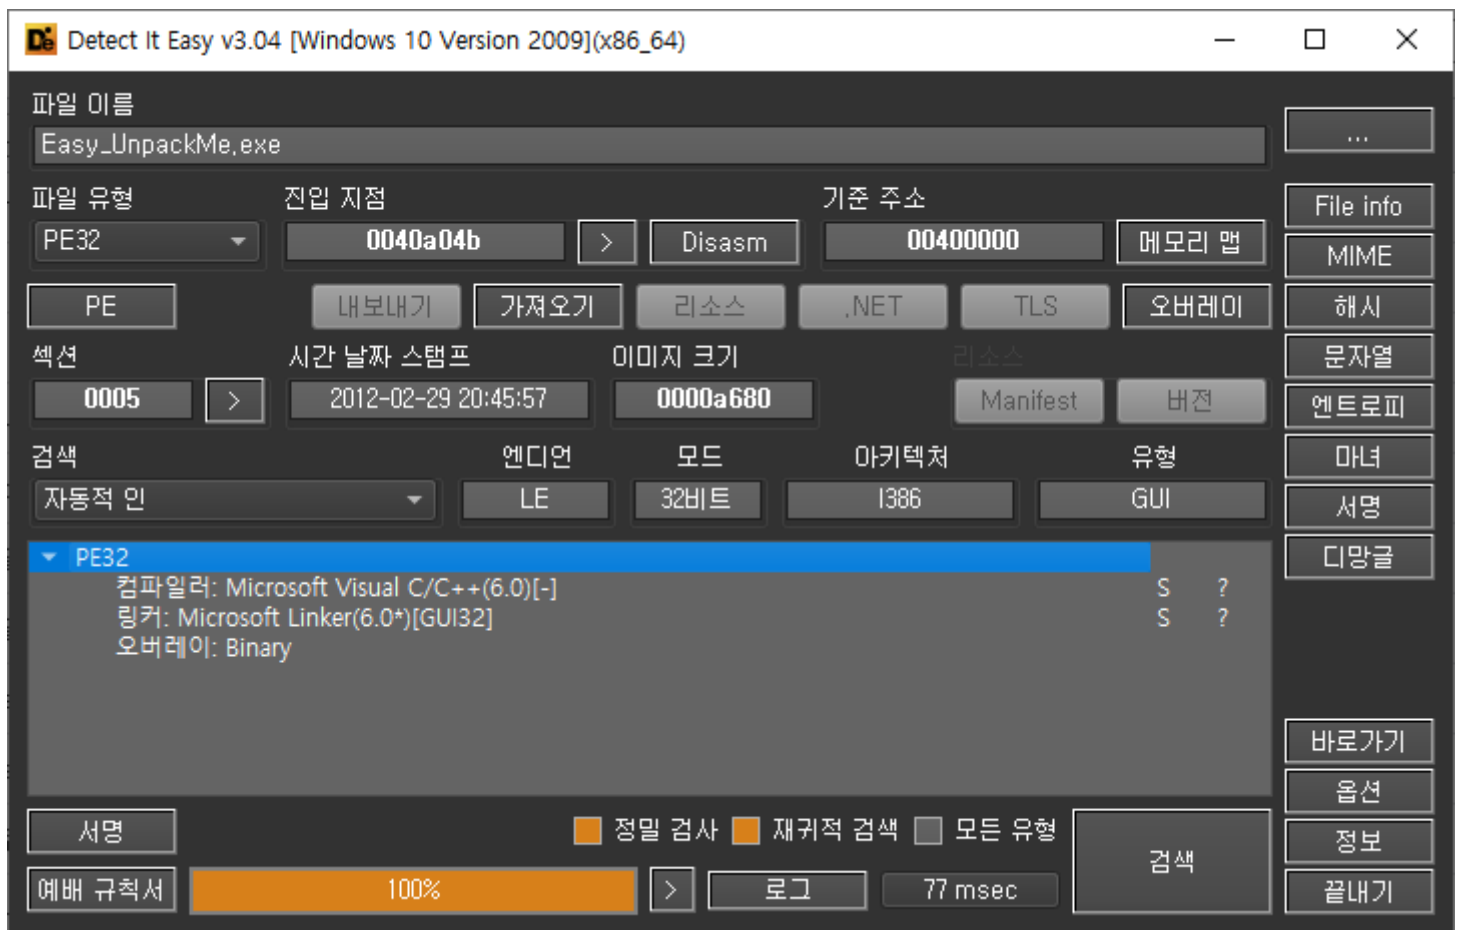 Detect It Easy v3.04 [Windows 10 Version 2009](x86_64)
파일 이름
Easy_UnpackMe.exe
...
파일 유형 진입 지점 기준 주소
PE32 0040a04b > Disasm 00400000 메모리 맵
File info
MIME
PE 내보내기 가져오기 리소스 .NET TLS 오버레이
해시
섹션 시간 날짜 스탬프 이미지 크기 리소스
문자열
0005 > 2012-02-29 20:45:57 0000a680 Manifest 버전
엔트로피
검색 엔디언 모드 아키텍처 유형
마녀
자동적 인 LE 32비트 I386 GUI
서명
디망글
PE32
컴파일러: Microsoft Visual C/C++(6.0)[-] S ?
링커: Microsoft Linker(6.0*)[GUI32] S ?
오버레이: Binary
바로가기
옵션
서명 정밀 검사 재귀적 검색 모든 유형 검색
정보
예배 규칙서 100% > 로그 77 msec
끝내기